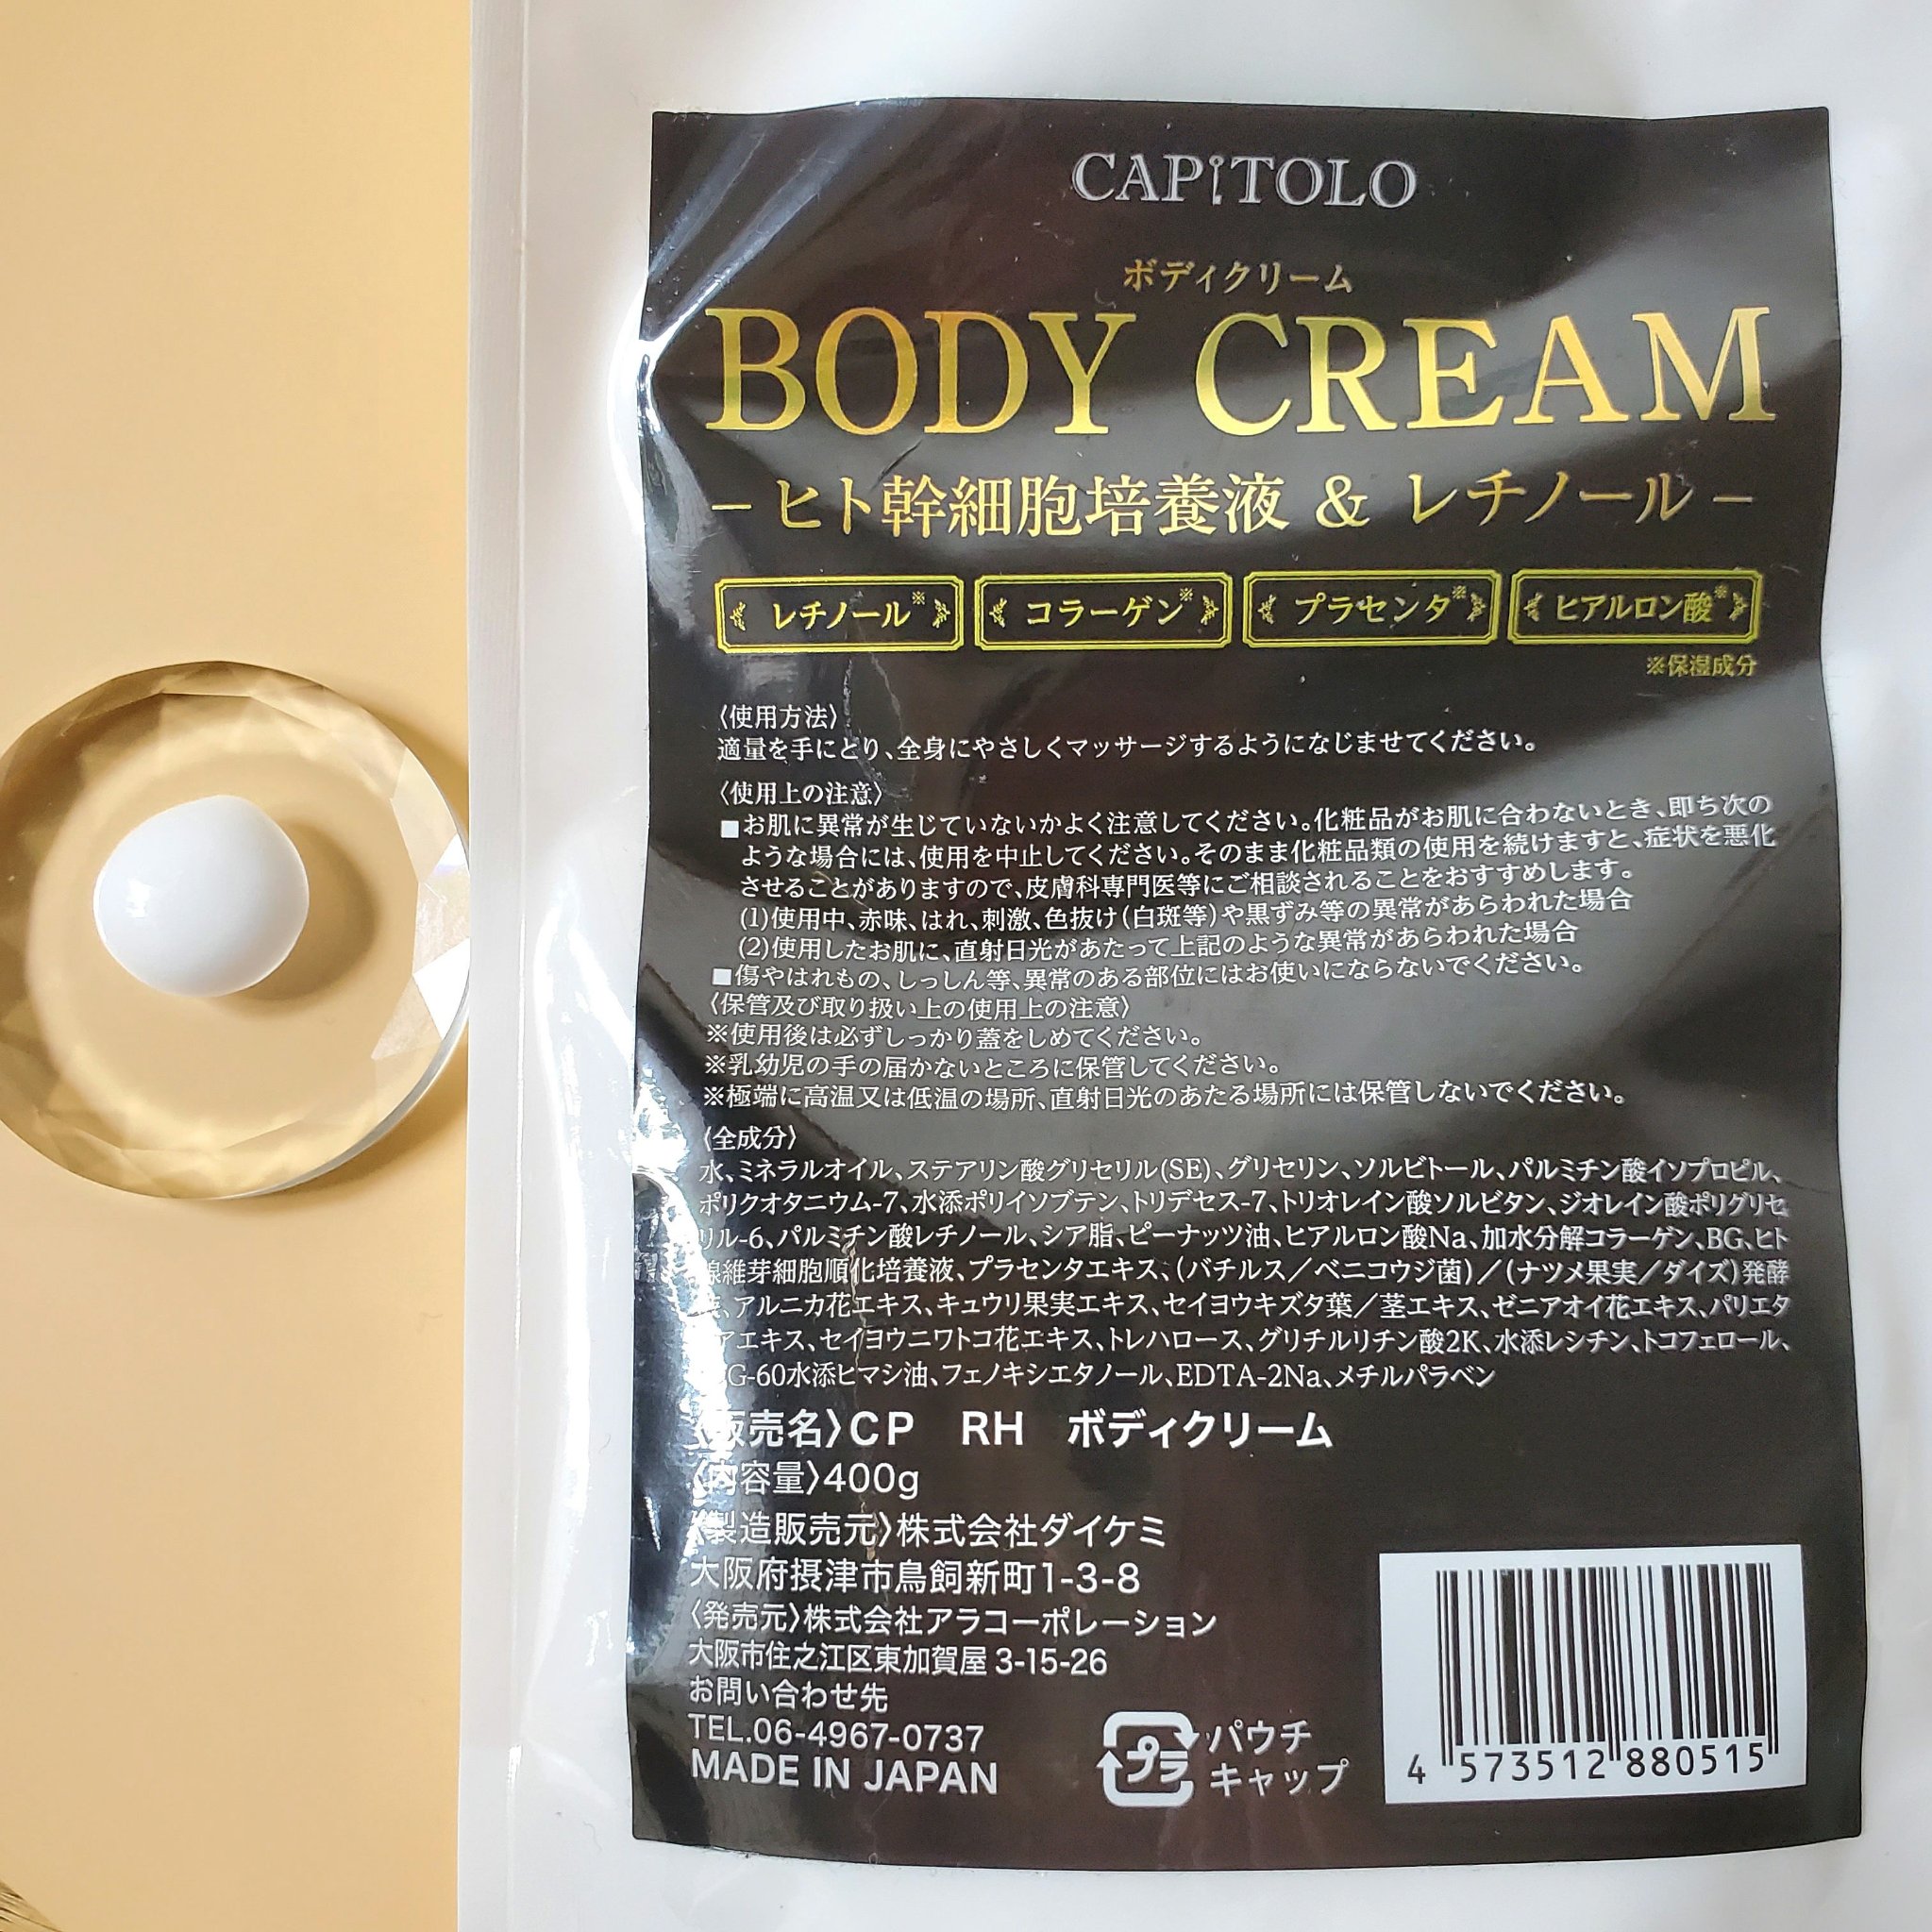 CAPiTOLO
ボディクリーム
BODY CREAM
− ヒト幹細胞培養液 & レチノール −
レチノール※ コラーゲン※ プラセンタ※ ヒアルロン酸※
※保湿成分
〈使用方法〉
適量を手にとり、全身にやさしくマッサージするようになじませてください。
〈使用上の注意〉
■お肌に異常が生じていないかよく注意してください。化粧品がお肌に合わないとき、即ち次の
ような場合には、使用を中止してください。そのまま化粧品類の使用を続けますと、症状を悪化
させることがありますので、皮膚科専門医等にご相談されることをおすすめします。
(1)使用中、赤味、はれ、刺激、色抜け(白斑等)や黒ずみ等の異常があらわれた場合
(2)使用したお肌に、直射日光があたって上記のような異常があらわれた場合
■傷やはれもの、しっしん等、異常のある部位にはお使いにならないでください。
〈保管及び取り扱い上の使用上の注意〉
※使用後は必ずしっかり蓋をしめてください。
※乳幼児の手の届かないところに保管してください。
※極端に高温又は低温の場所、直射日光のあたる場所には保管しないでください。
〈全成分〉
水、ミネラルオイル、ステアリン酸グリセリル(SE)、グリセリン、ソルビトール、パルミチン酸イソプロピル、
ポリクオタニウム-7、水添ポリイソブテン、トリデセス-7、トリオレイン酸ソルビタン、ジオレイン酸ポリグリセ
リル-6、パルミチン酸レチノール、シア脂、ピーナッツ油、ヒアルロン酸Na、加水分解コラーゲン、BG、ヒト
線維芽細胞順化培養液、プラセンタエキス、(バチルス／ベニコウジ菌)／(ナツメ果実／ダイズ)発酵
、アルニカ花エキス、キュウリ果実エキス、セイヨウキズタ葉／茎エキス、ゼニアオイ花エキス、パリエタ
アエキス、セイヨウニワトコ花エキス、トレハロース、グリチルリチン酸2K、水添レシチン、トコフェロール、
G-60水添ヒマシ油、フェノキシエタノール、EDTA-2Na、メチルパラベン
〈販売名〉CP RH ボディクリーム
〈内容量〉400g
〈製造販売元〉株式会社ダイケミ
大阪府摂津市鳥飼新町1-3-8
〈発売元〉株式会社アラコーポレーション
大阪市住之江区東加賀屋 3-15-26
お問い合わせ先
TEL.06-4967-0737
MADE IN JAPAN
プラ
パウチ
キャップ
4 573512 880515